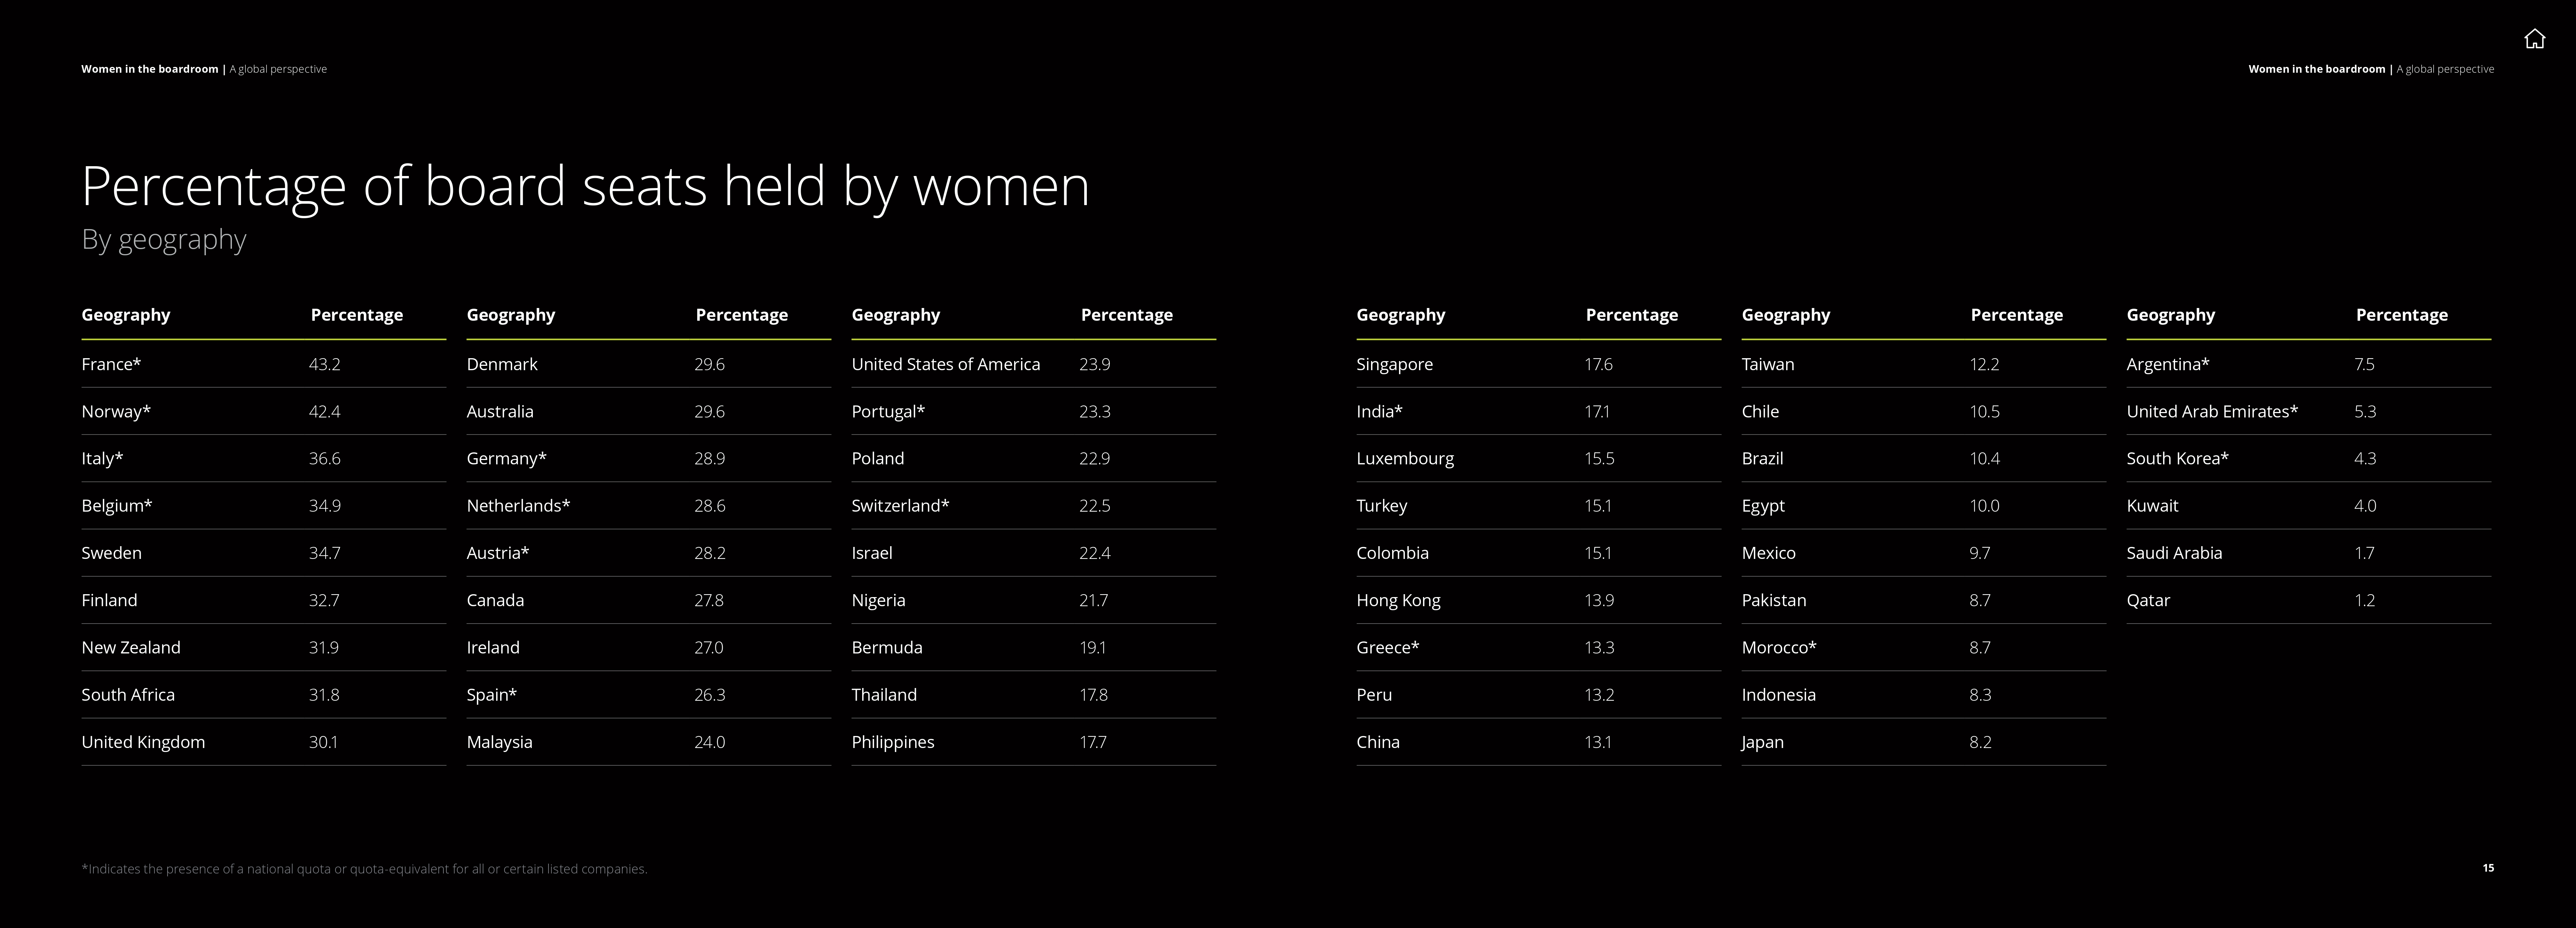 Women in the boardroom | A global perspective
Women in the boardroom | A global perspective
Percentage of board seats held by women
By geography
Geography Percentage
France* 43.2
Norway* 42.4
Italy* 36.6
Belgium* 34.9
Sweden 34.7
Finland 32.7
New Zealand 31.9
South Africa 31.8
United Kingdom 30.1
Geography Percentage
Denmark 29.6
Australia 29.6
Germany* 28.9
Netherlands* 28.6
Austria* 28.2
Canada 27.8
Ireland 27.0
Spain* 26.3
Malaysia 24.0
Geography Percentage
United States of America 23.9
Portugal* 23.3
Poland 22.9
Switzerland* 22.5
Israel 22.4
Nigeria 21.7
Bermuda 19.1
Thailand 17.8
Philippines 17.7
Geography Percentage
Singapore 17.6
India* 17.1
Luxembourg 15.5
Turkey 15.1
Colombia 15.1
Hong Kong 13.9
Greece* 13.3
Peru 13.2
China 13.1
Geography Percentage
Taiwan 12.2
Chile 10.5
Brazil 10.4
Egypt 10.0
Mexico 9.7
Pakistan 8.7
Morocco* 8.7
Indonesia 8.3
Japan 8.2
Geography Percentage
Argentina* 7.5
United Arab Emirates* 5.3
South Korea* 4.3
Kuwait 4.0
Saudi Arabia 1.7
Qatar 1.2
*Indicates the presence of a national quota or quota-equivalent for all or certain listed companies.
15